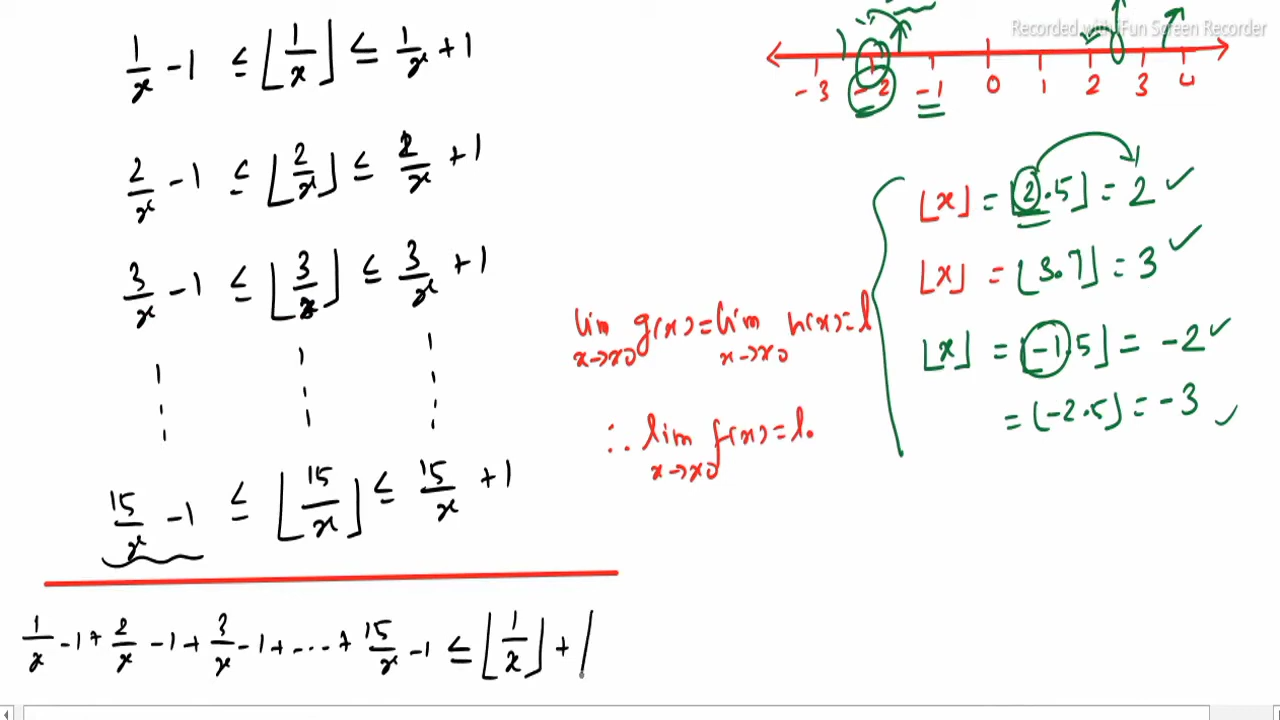 1/x - 1 ≤ ⌊1/x⌋ ≤ 1/x + 1
2/x - 1 ≤ ⌊2/x⌋ ≤ 2/x + 1
3/x - 1 ≤ ⌊3/x⌋ ≤ 3/x + 1
15/x - 1 ≤ ⌊15/x⌋ ≤ 15/x + 1
1/x - 1 + 2/x - 1 + 3/x - 1 + .... + 15/x - 1 ≤ ⌊1/x⌋ + ⌊
lim x→x0 g(x) = lim x→x0 h(x) = l
∴ lim x→x0 f(x) = l.
Recorded with iFun Screen Recorder
-3 -2 -1 0 1 2 3 4
⌊x⌋ = ⌊2.5⌋ = 2 ✓
⌊x⌋ = ⌊3.7⌋ = 3 ✓
⌊x⌋ = ⌊-1.5⌋ = -2 ✓
= ⌊-2.5⌋ = -3 ✓